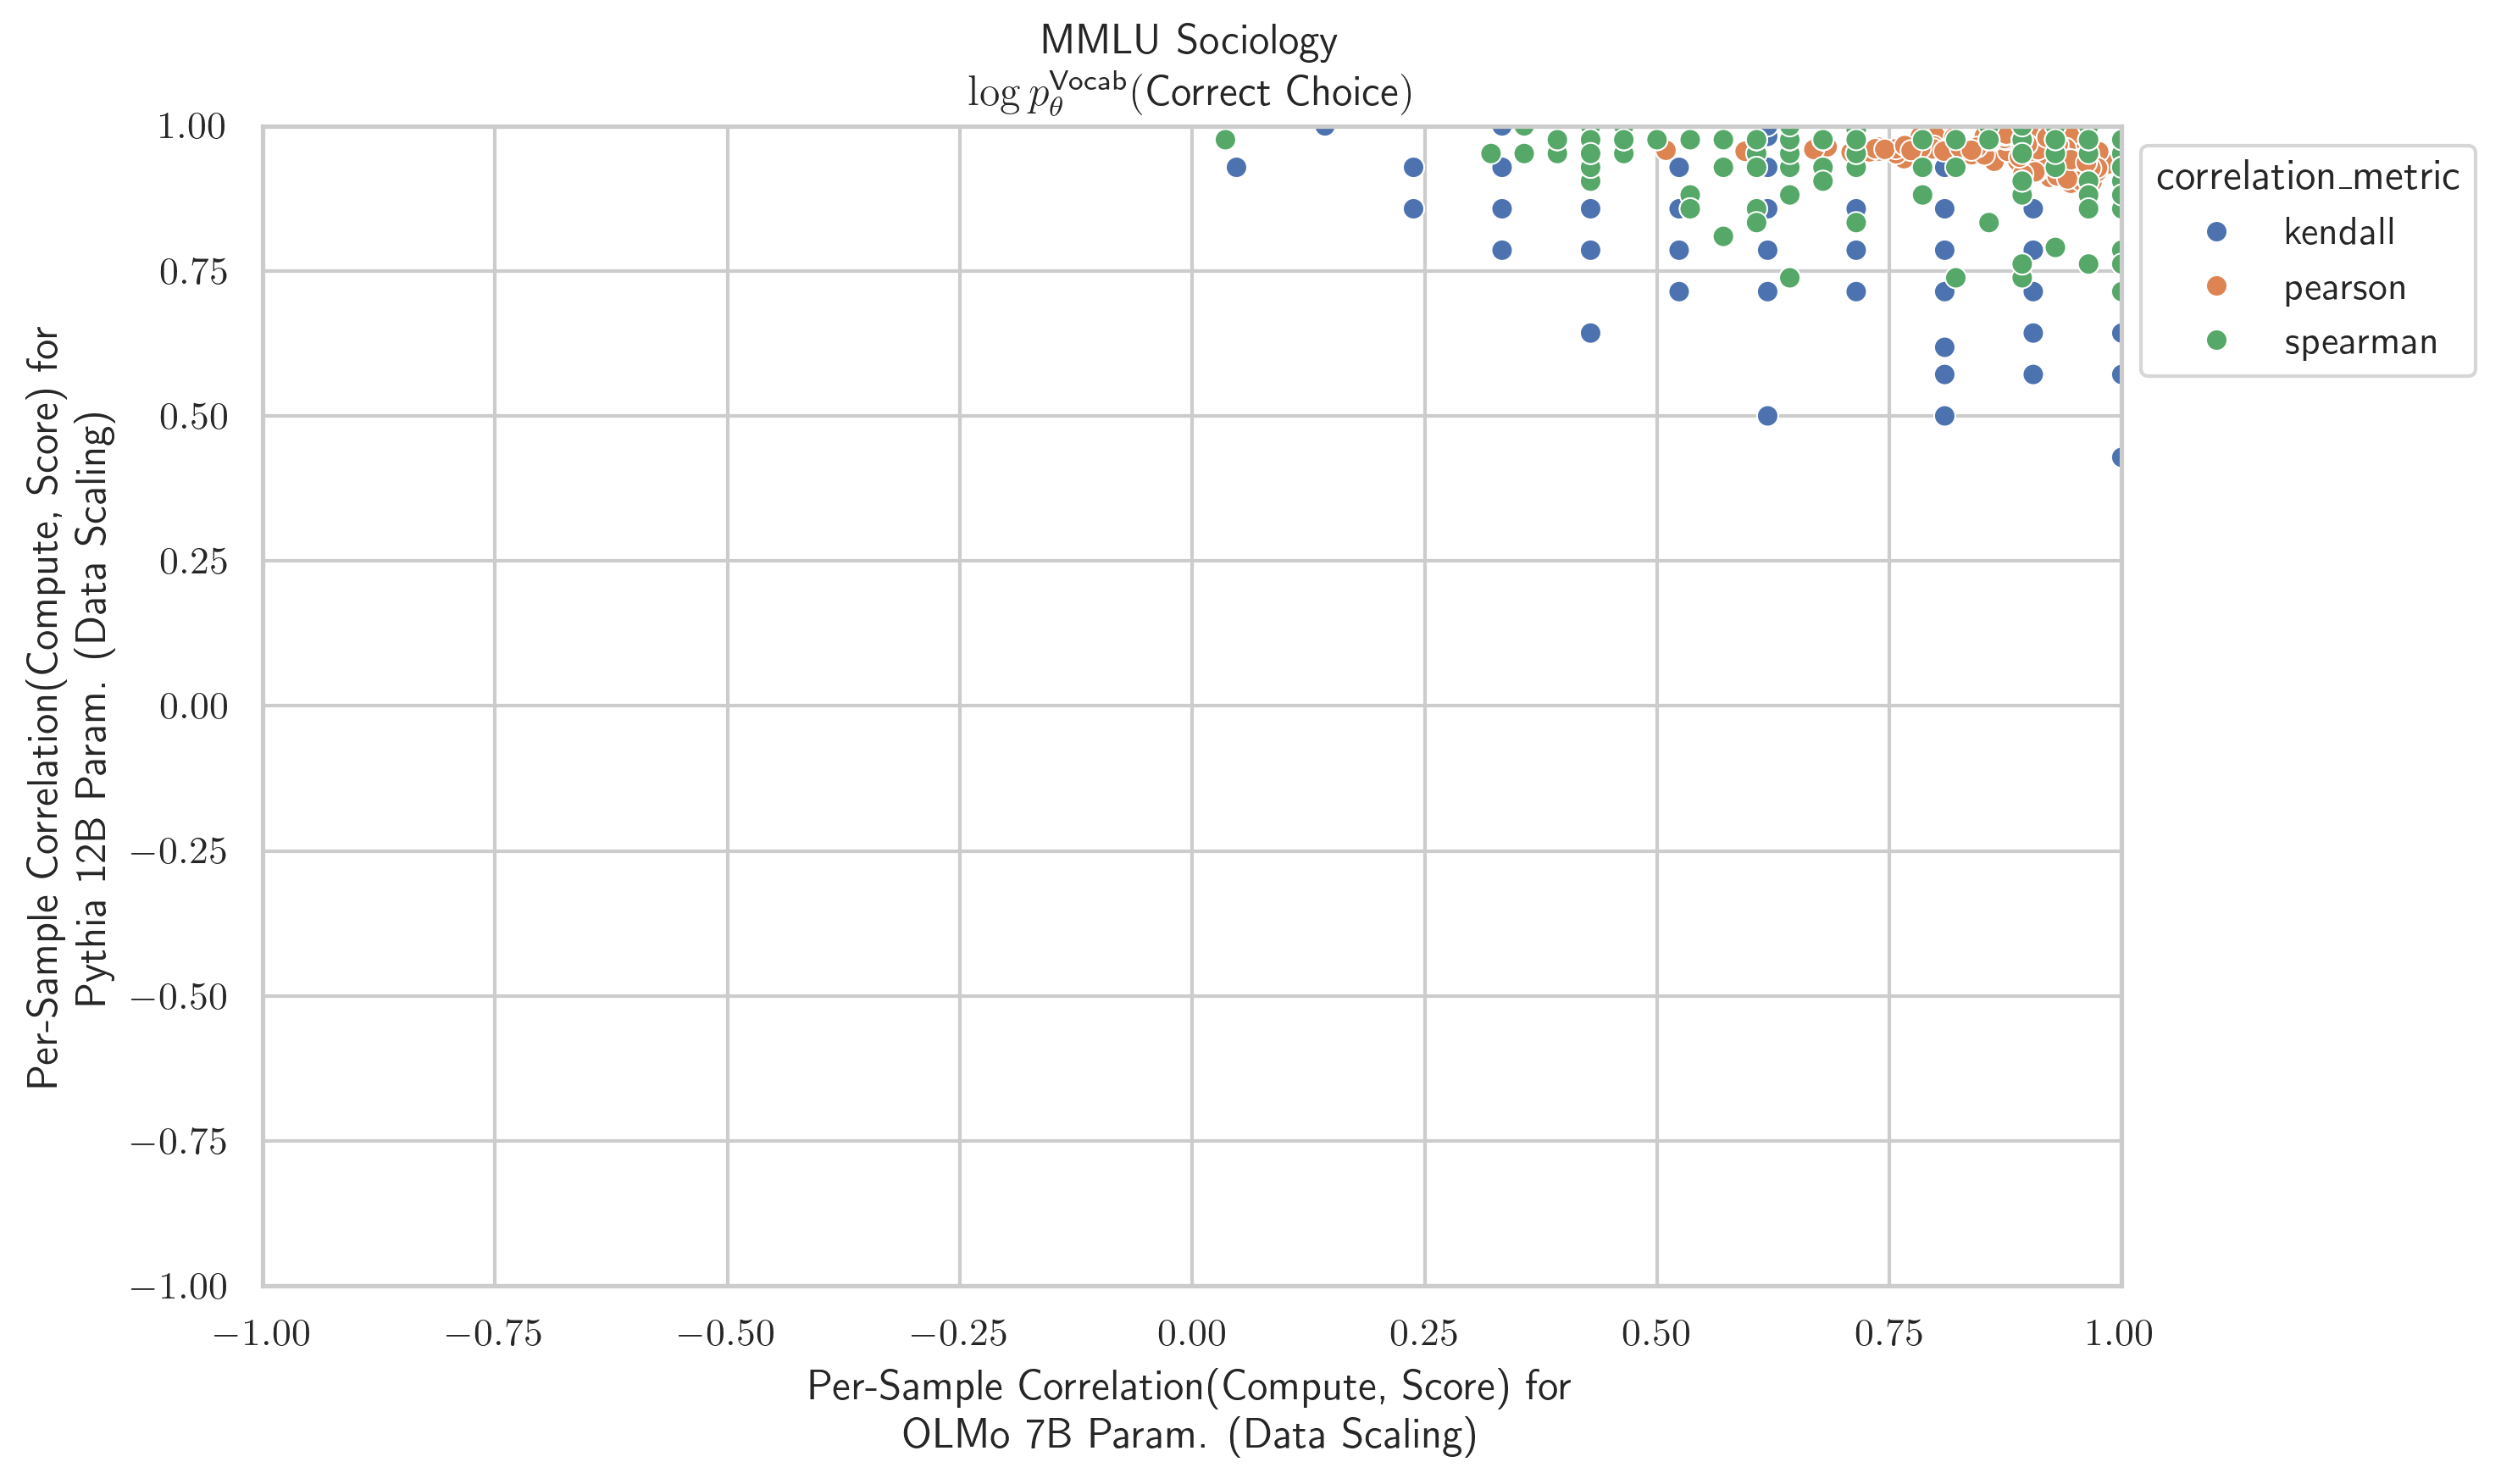 MMLU Sociology
log p_θ^Vocab(Correct Choice)
1.00
0.75
0.50
0.25
0.00
−0.25
−0.50
−0.75
−1.00
Per-Sample Correlation(Compute, Score) for
Pythia 12B Param. (Data Scaling)
correlation_metric
kendall
pearson
spearman
−1.00 −0.75 −0.50 −0.25 0.00 0.25 0.50 0.75 1.00
Per-Sample Correlation(Compute, Score) for
OLMo 7B Param. (Data Scaling)